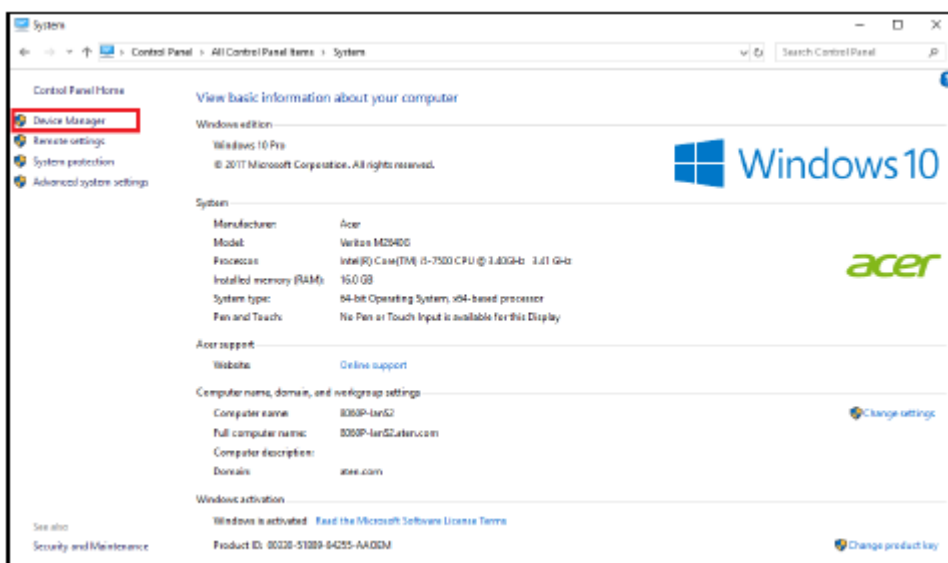 System
Control Panel > All Control Panel Items > System
Search Control Panel
Control Panel Home
Device Manager
Remote settings
System protection
Advanced system settings
View basic information about your computer
Windows edition
Windows 10 Pro
© 2017 Microsoft Corporation. All rights reserved.
Windows 10
System
Manufacturer: Acer
Model: Veriton M2640G
Processor: Intel(R) Core(TM) i5-7500 CPU @ 3.40GHz 3.41 GHz
Installed memory (RAM): 16.0 GB
System type: 64-bit Operating System, x64-based processor
Pen and Touch: No Pen or Touch Input is available for this Display
acer
Acer support
Website: Online support
Computer name, domain, and workgroup settings
Computer name:
Full computer name:
Computer description:
Domain:
Change settings
Windows activation
Windows is activated Read the Microsoft Software License Terms
Product ID:
Change product key
See also
Security and Maintenance